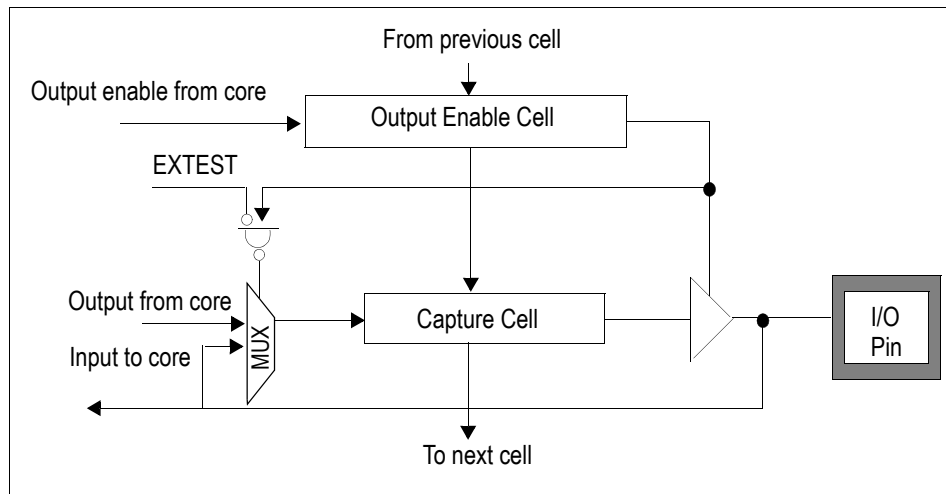 From previous cell
Output enable from core
Output Enable Cell
EXTEST
Output from core
Input to core
MUX
Capture Cell
I/O
Pin
To next cell